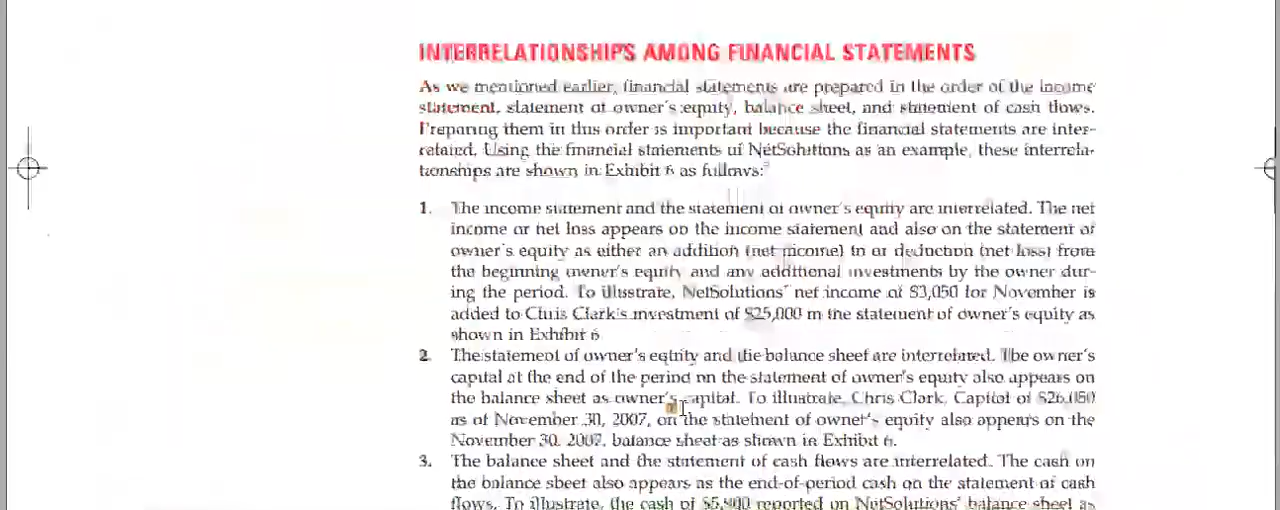 INTERRELATIONSHIPS AMONG FINANCIAL STATEMENTS
As we mentioned earlier, financial statements are prepared in the order of the income
statement, statement of owner's equity, balance sheet, and statement of cash flows.
Preparing them in this order is important because the financial statements are inter-
related. Using the financial statements of NetSolutions as an example, these interrela-
tionships are shown in Exhibit 6 as follows:
1. The income statement and the statement of owner's equity are interrelated. The net
income or net loss appears on the income statement and also on the statement of
owner's equity as either an addition (net income) to or deduction (net loss) from
the beginning owner's equity and any additional investments by the owner dur-
ing the period. To illustrate, NetSolutions' net income of $3,050 for November is
added to Chris Clark's investment of $25,000 in the statement of owner's equity as
shown in Exhibit 6
2. The statement of owner's equity and the balance sheet are interrelated. The owner's
capital at the end of the period on the statement of owner's equity also appears on
the balance sheet as owner's capital. To illustrate, Chris Clark, Capital of
as of November 30, 2007, on the statement of owner's equity also appears on the
November 30, 2007, balance sheet as shown in Exhibit 6.
3. The balance sheet and the statement of cash flows are interrelated. The cash on
the balance sheet also appears as the end-of-period cash on the statement of cash
flows. To illustrate, the cash of reported on NetSolutions' balance sheet as